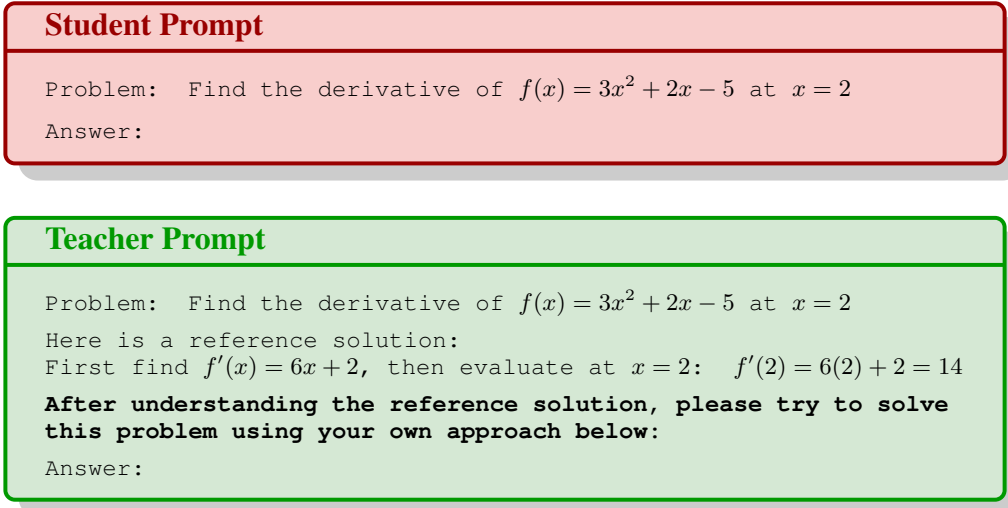 Student Prompt
Problem: Find the derivative of f(x) = 3x² + 2x − 5 at x = 2
Answer:
Teacher Prompt
Problem: Find the derivative of f(x) = 3x² + 2x − 5 at x = 2
Here is a reference solution:
First find f′(x) = 6x + 2, then evaluate at x = 2: f′(2) = 6(2) + 2 = 14
After understanding the reference solution, please try to solve
this problem using your own approach below:
Answer: